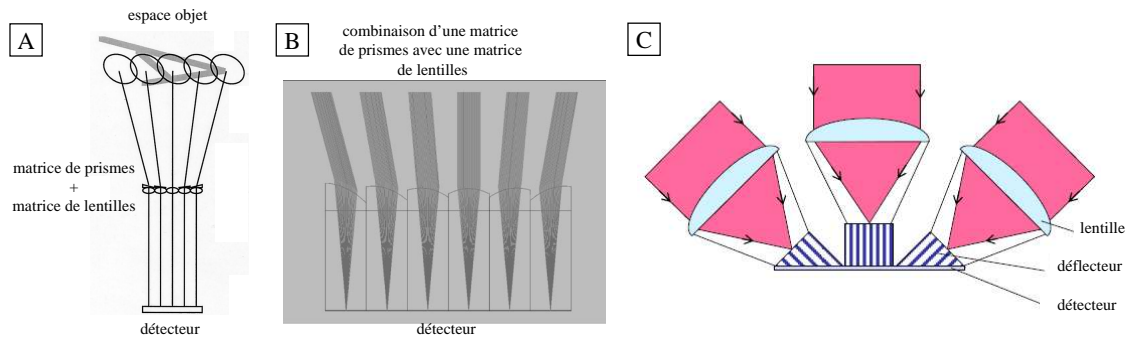 A
espace objet
matrice de prismes
+
matrice de lentilles
détecteur
B
combinaison d’une matrice
de prismes avec une matrice
de lentilles
détecteur
C
lentille
déflecteur
détecteur